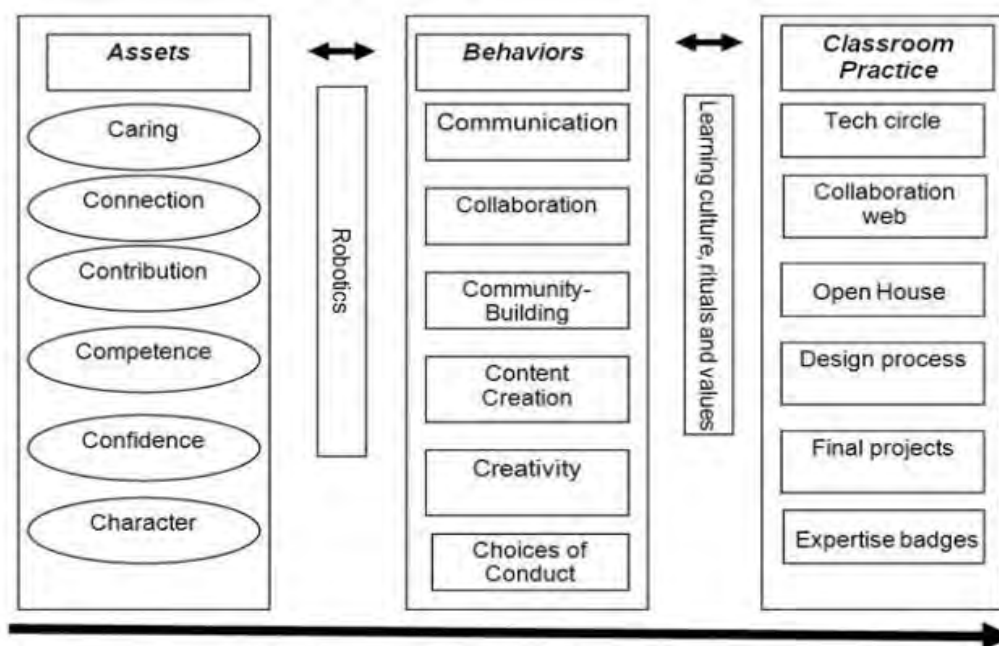 Assets
Caring
Connection
Contribution
Competence
Confidence
Character
Robotics
Behaviors
Communication
Collaboration
Community-
Building
Content
Creation
Creativity
Choices of
Conduct
Learning culture, rituals and values
Classroom
Practice
Tech circle
Collaboration
web
Open House
Design process
Final projects
Expertise badges